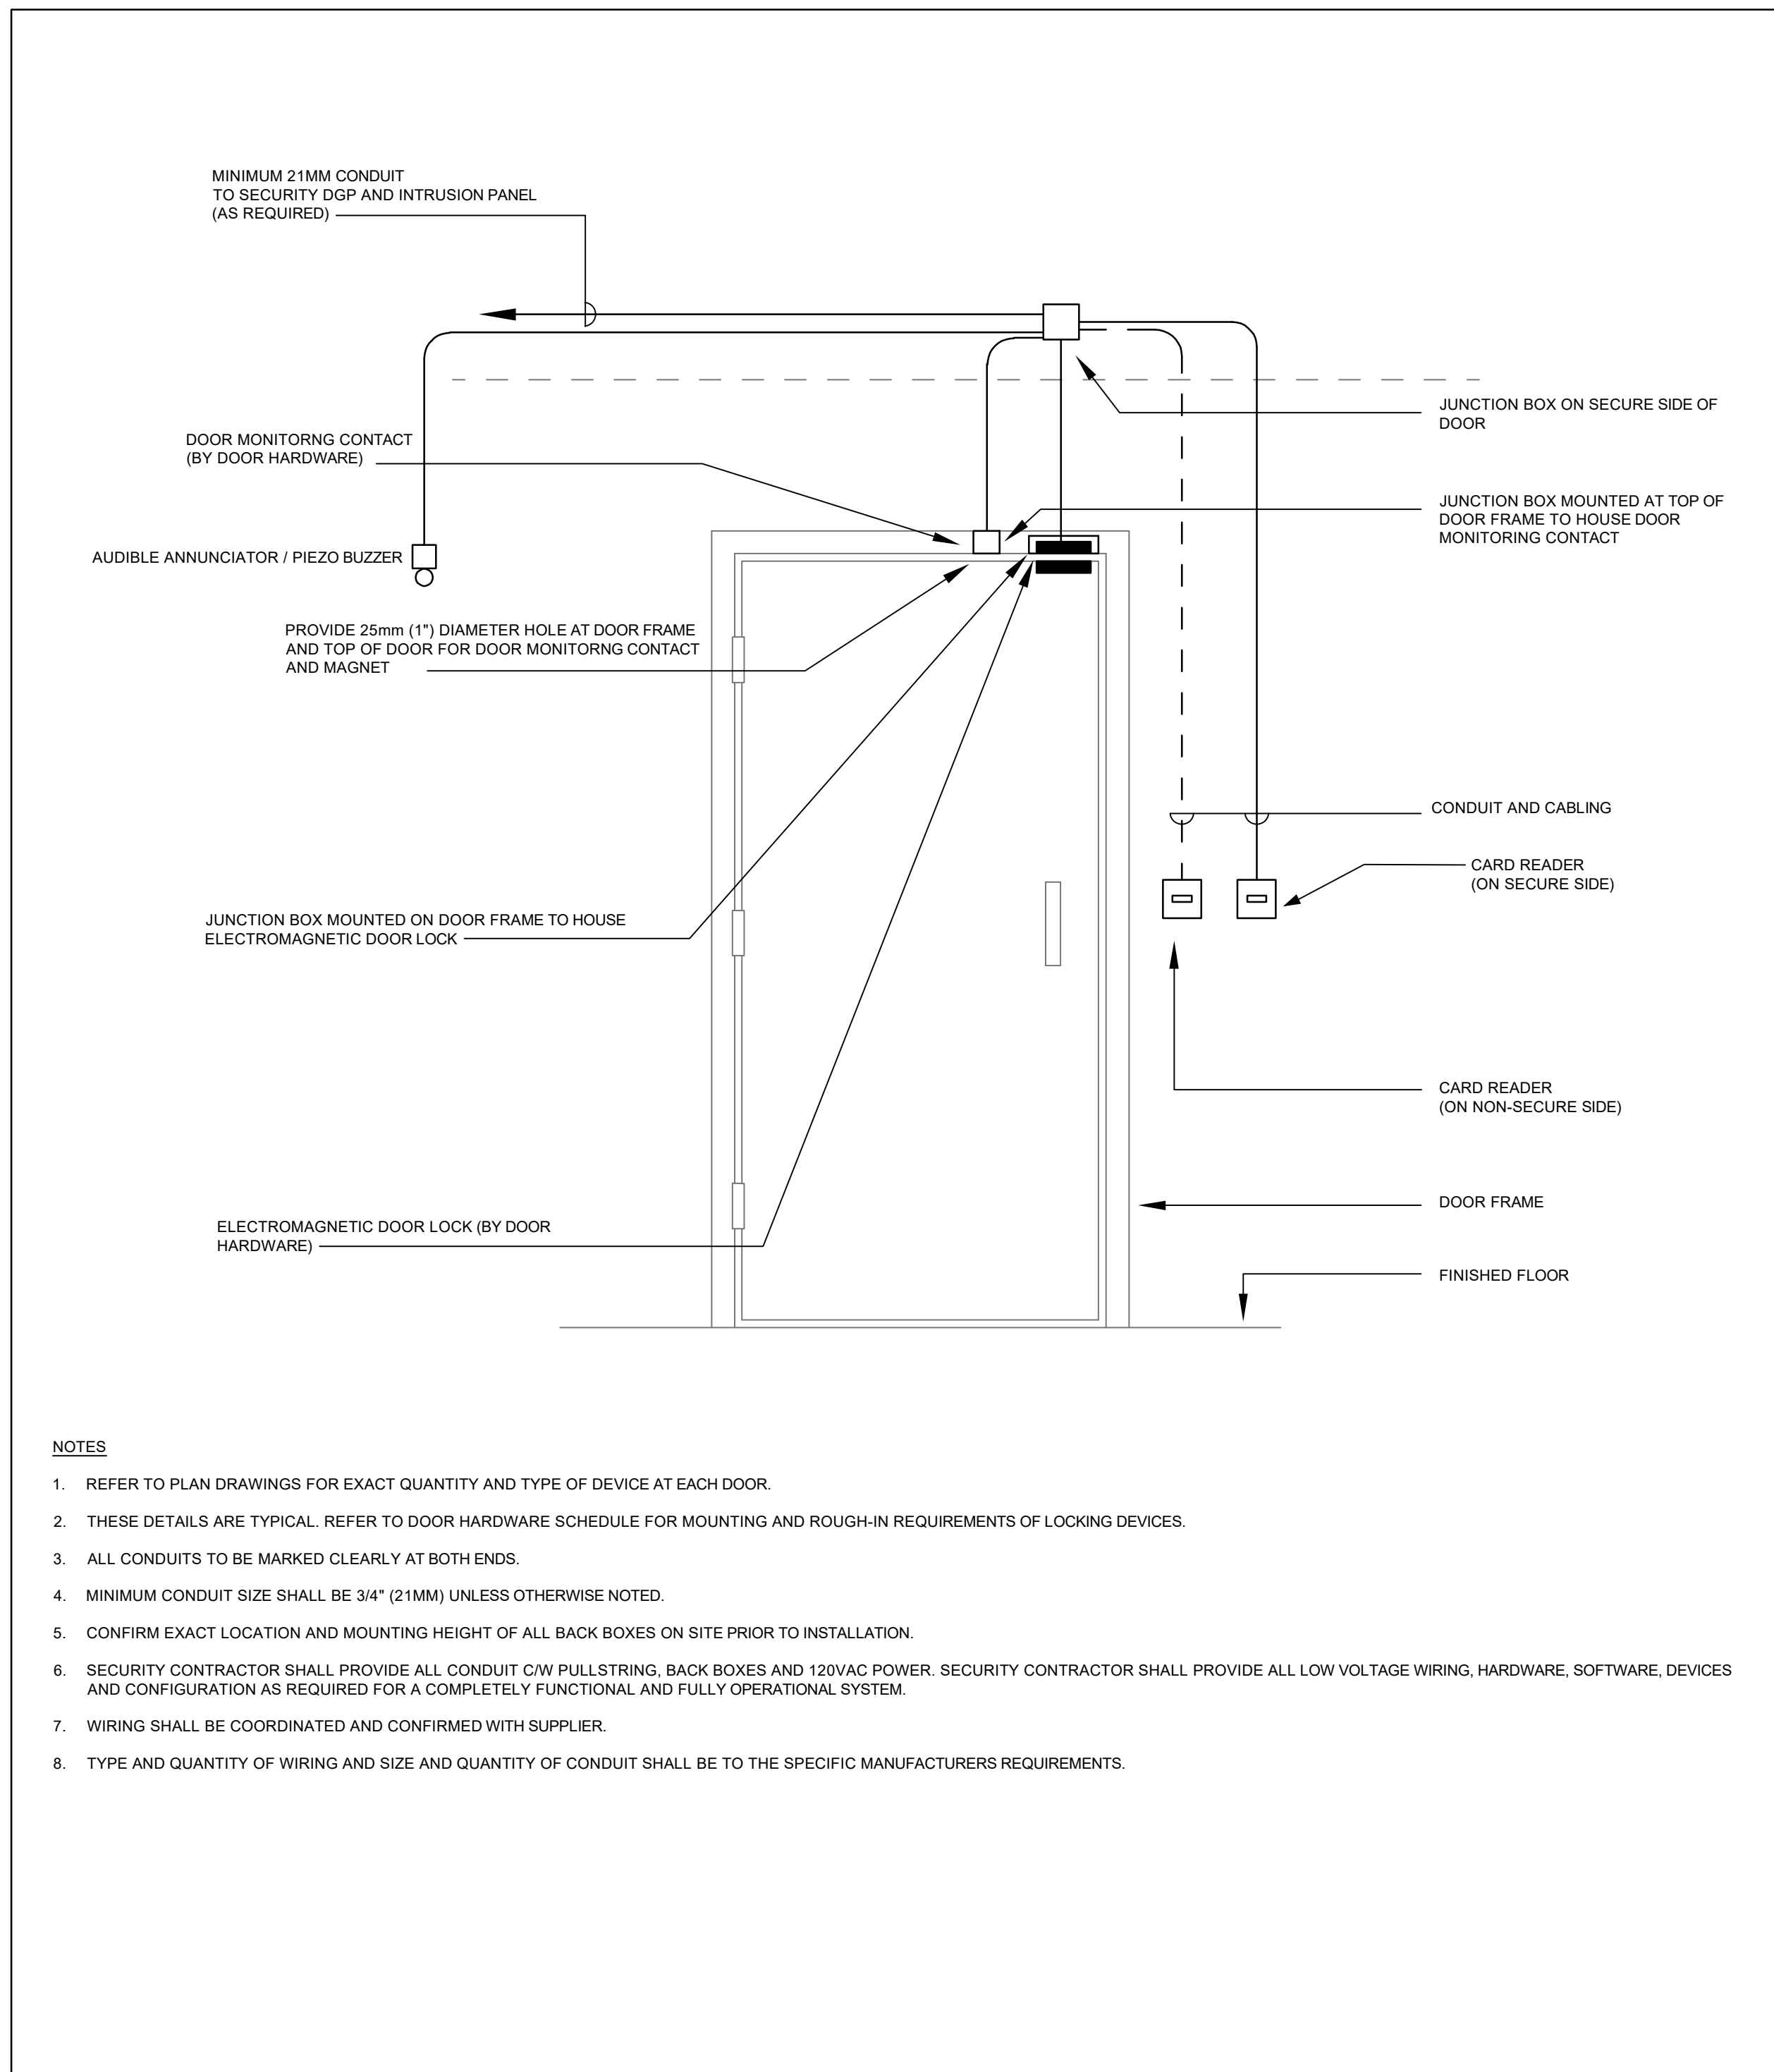 MINIMUM 21MM CONDUIT
TO SECURITY DGP AND INTRUSION PANEL
(AS REQUIRED)
JUNCTION BOX ON SECURE SIDE OF
DOOR
DOOR MONITORNG CONTACT
(BY DOOR HARDWARE)
JUNCTION BOX MOUNTED AT TOP OF
DOOR FRAME TO HOUSE DOOR
MONITORING CONTACT
AUDIBLE ANNUNCIATOR / PIEZO BUZZER
PROVIDE 25mm (1") DIAMETER HOLE AT DOOR FRAME
AND TOP OF DOOR FOR DOOR MONITORNG CONTACT
AND MAGNET
CONDUIT AND CABLING
CARD READER
(ON SECURE SIDE)
JUNCTION BOX MOUNTED ON DOOR FRAME TO HOUSE
ELECTROMAGNETIC DOOR LOCK
CARD READER
(ON NON-SECURE SIDE)
DOOR FRAME
ELECTROMAGNETIC DOOR LOCK (BY DOOR
HARDWARE)
FINISHED FLOOR
NOTES
1. REFER TO PLAN DRAWINGS FOR EXACT QUANTITY AND TYPE OF DEVICE AT EACH DOOR.
2. THESE DETAILS ARE TYPICAL. REFER TO DOOR HARDWARE SCHEDULE FOR MOUNTING AND ROUGH-IN REQUIREMENTS OF LOCKING DEVICES.
3. ALL CONDUITS TO BE MARKED CLEARLY AT BOTH ENDS.
4. MINIMUM CONDUIT SIZE SHALL BE 3/4" (21MM) UNLESS OTHERWISE NOTED.
5. CONFIRM EXACT LOCATION AND MOUNTING HEIGHT OF ALL BACK BOXES ON SITE PRIOR TO INSTALLATION.
6. SECURITY CONTRACTOR SHALL PROVIDE ALL CONDUIT C/W PULLSTRING, BACK BOXES AND 120VAC POWER. SECURITY CONTRACTOR SHALL PROVIDE ALL LOW VOLTAGE WIRING, HARDWARE, SOFTWARE, DEVICES
AND CONFIGURATION AS REQUIRED FOR A COMPLETELY FUNCTIONAL AND FULLY OPERATIONAL SYSTEM.
7. WIRING SHALL BE COORDINATED AND CONFIRMED WITH SUPPLIER.
8. TYPE AND QUANTITY OF WIRING AND SIZE AND QUANTITY OF CONDUIT SHALL BE TO THE SPECIFIC MANUFACTURERS REQUIREMENTS.